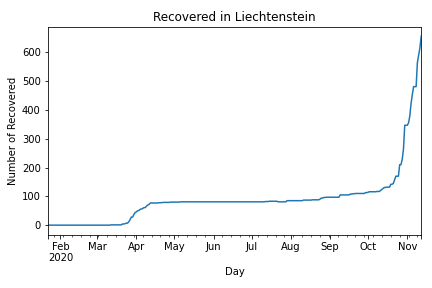 Recovered in Liechtenstein
Number of Recovered
600
500
400
300
200
100
0
Feb Mar Apr May Jun Jul Aug Sep Oct Nov
2020
Day